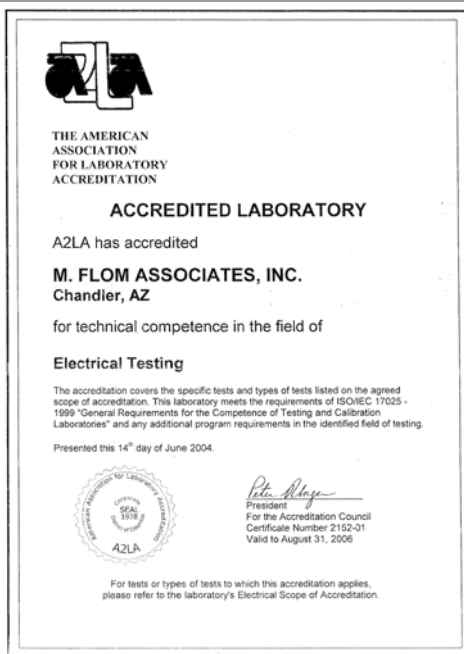 A2LA
THE AMERICAN
ASSOCIATION
FOR LABORATORY
ACCREDITATION
ACCREDITED LABORATORY
A2LA has accredited
M. FLOM ASSOCIATES, INC.
Chandler, AZ
for technical competence in the field of
Electrical Testing
The accreditation covers the specific tests and types of tests listed on the agreed
scope of accreditation. This laboratory meets the requirements of ISO/IEC 17025 -
1999 "General Requirements for the Competence of Testing and Calibration
Laboratories" and any additional program requirements in the identified field of testing.
Presented this 14th day of June 2004.
American Association for Laboratory Accreditation
Corporate
SEAL
1978
A2LA
Peter
President
For the Accreditation Council
Certificate Number 2152-01
Valid to August 31, 2006
For tests or types of tests to which this accreditation applies,
please refer to the laboratory's Electrical Scope of Accreditation.